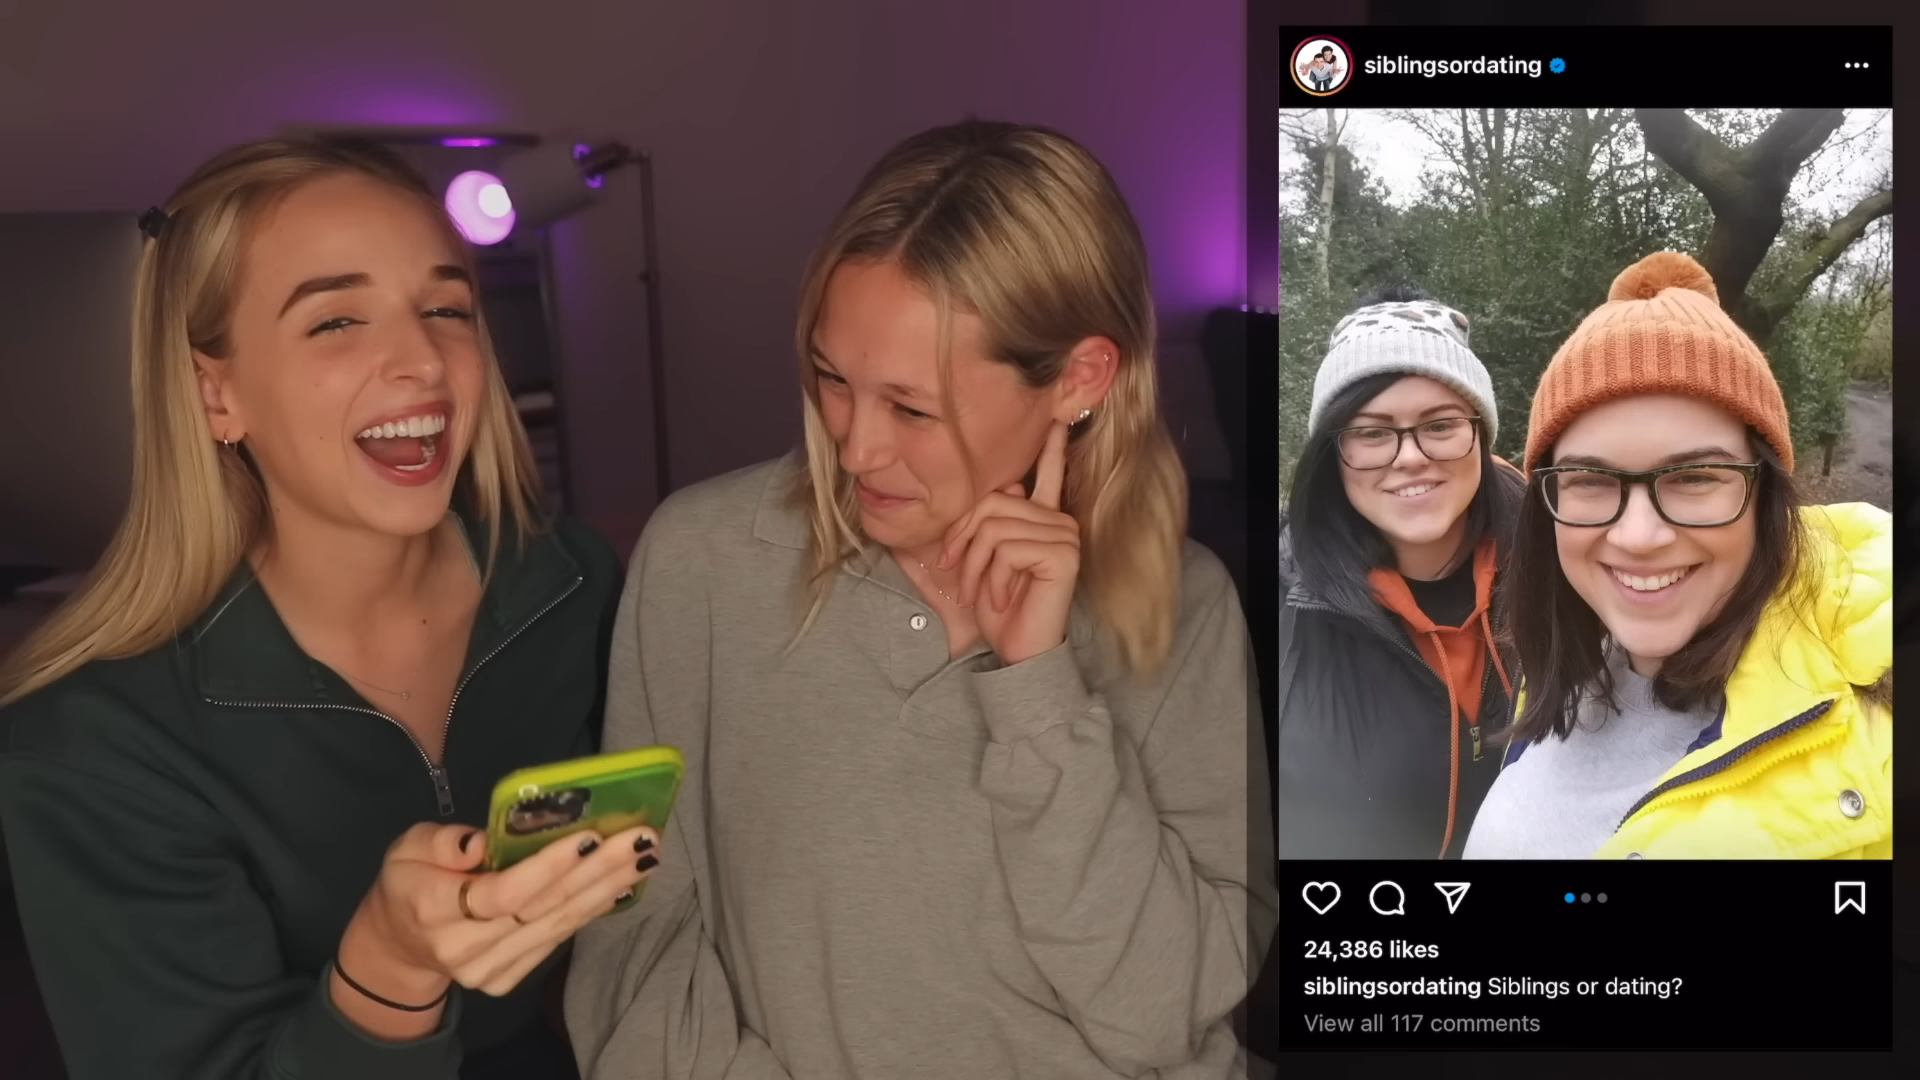 siblingsordating
24,386 likes
siblingsordating Siblings or dating?
View all 117 comments